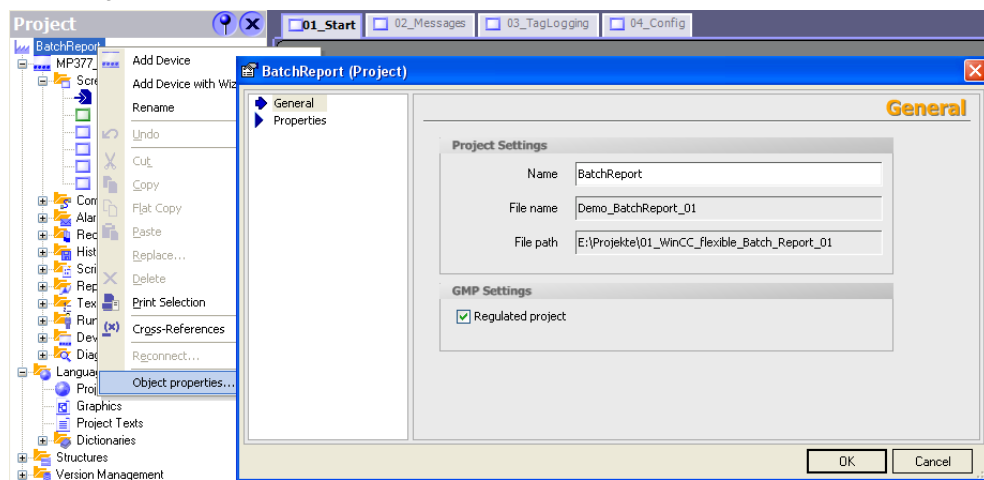 Project
01_Start
02_Messages
03_TagLogging
04_Config
BatchReport
MP377_
Scre
Com
Alar
Rec
Hist
Scri
Rep
Tex
Run
Dev
Diag
Languag
Proj
Graphics
Project Texts
Dictionaries
Structures
Version Management
Add Device
Add Device with Wiz
Rename
Undo
Cut
Copy
Flat Copy
Paste
Replace...
Delete
Print Selection
Cross-References
Reconnect...
Object properties...
BatchReport (Project)
General
Properties
General
Project Settings
Name
BatchReport
File name
Demo_BatchReport_01
File path
E:\Projekte\01_WinCC_flexible_Batch_Report_01
GMP Settings
Regulated project
OK
Cancel